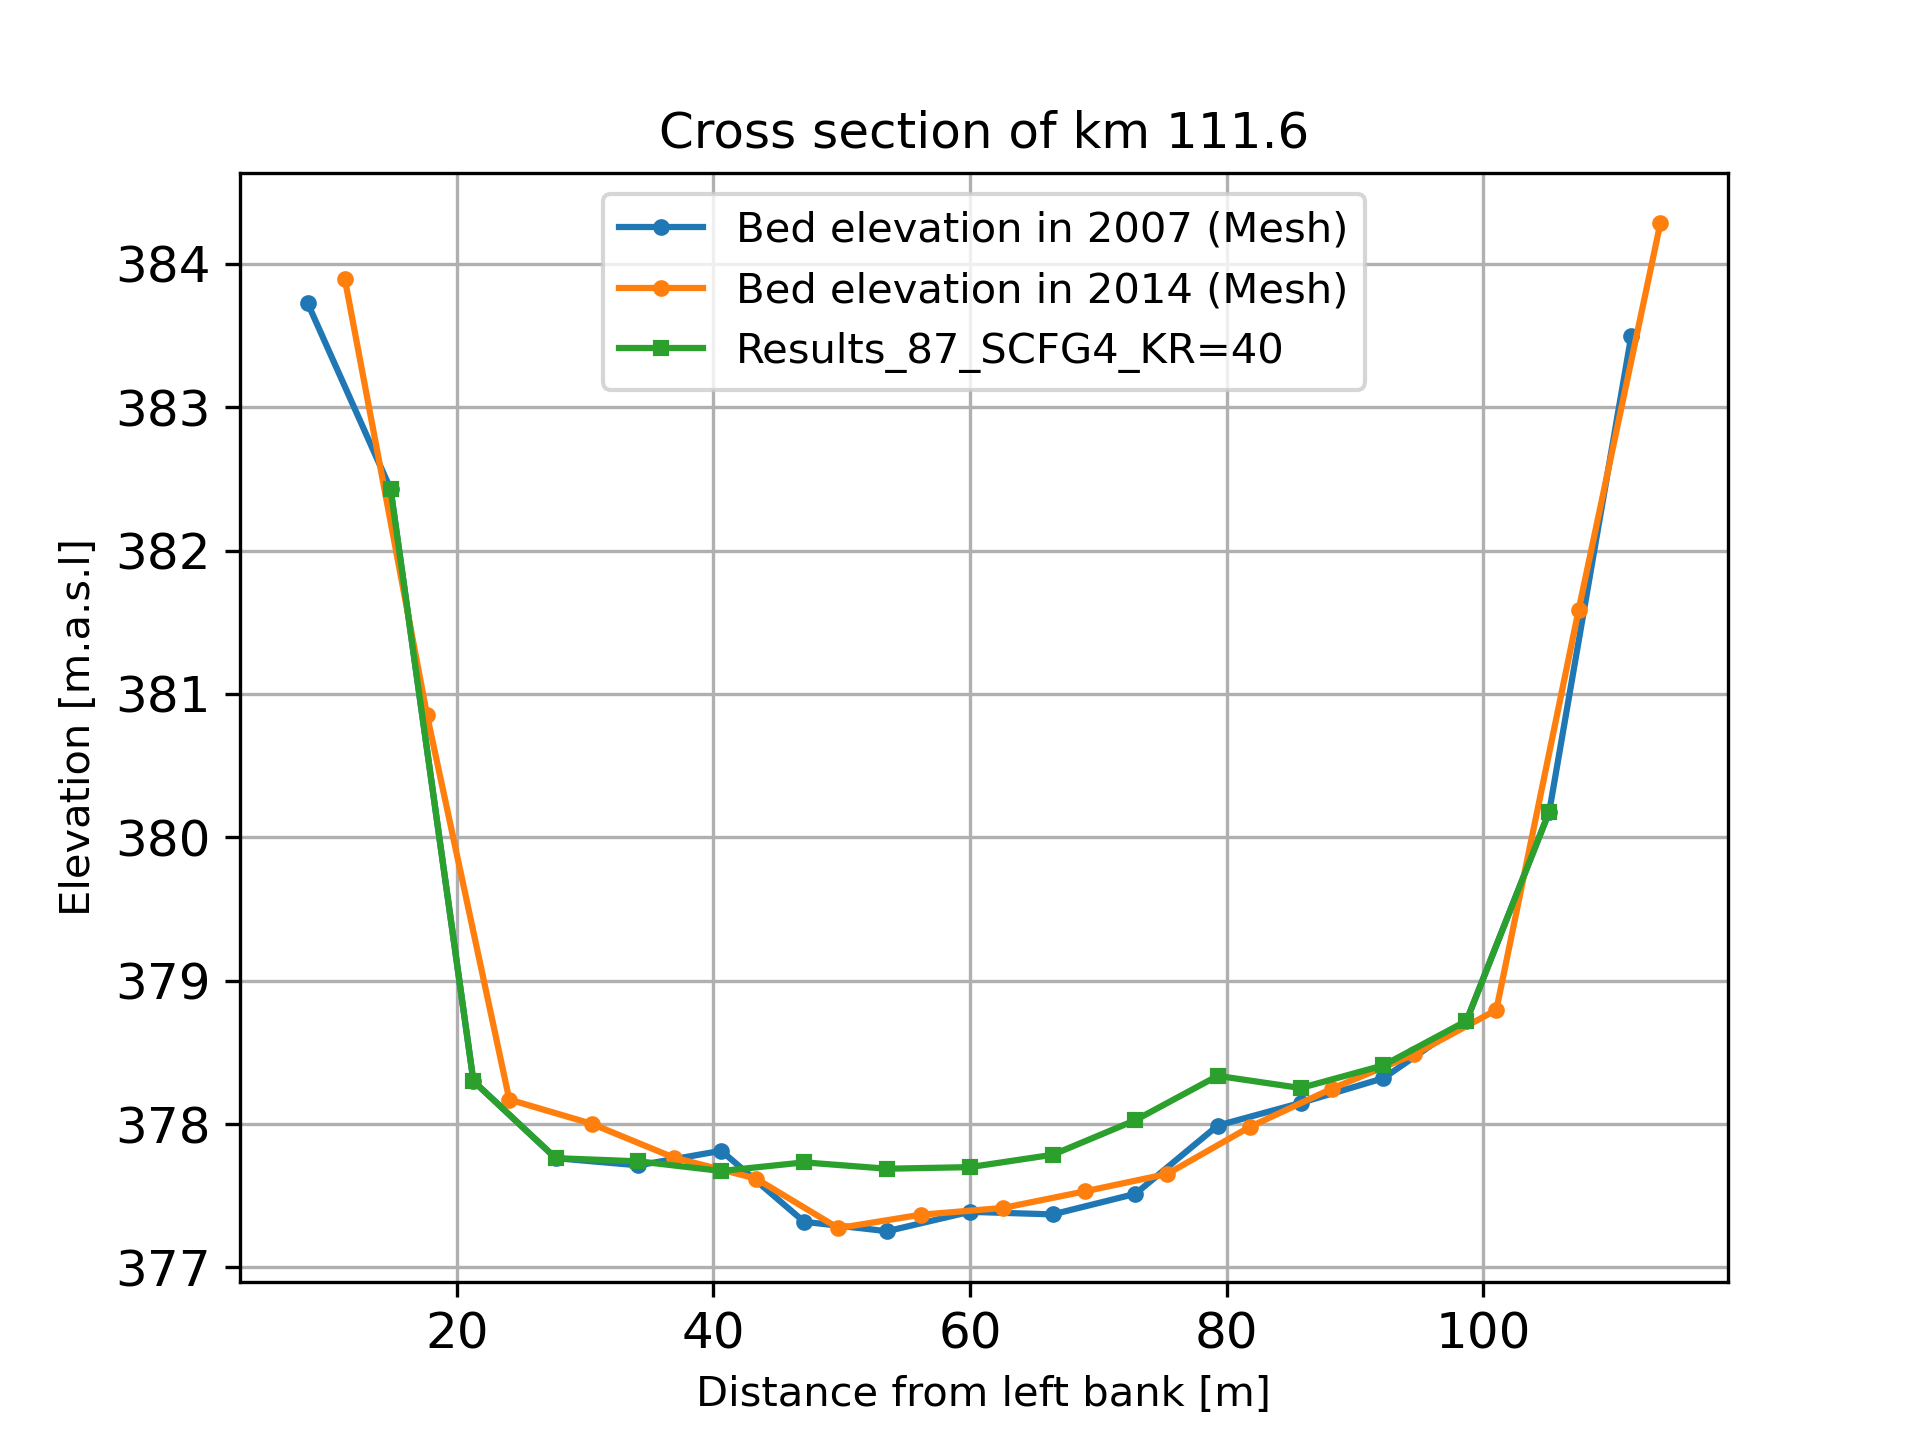 Cross section of km 111.6
Bed elevation in 2007 (Mesh)
Bed elevation in 2014 (Mesh)
Results_87_SCFG4_KR=40
384
383
382
381
380
379
378
377
Elevation [m.a.s.l]
20 40 60 80 100
Distance from left bank [m]